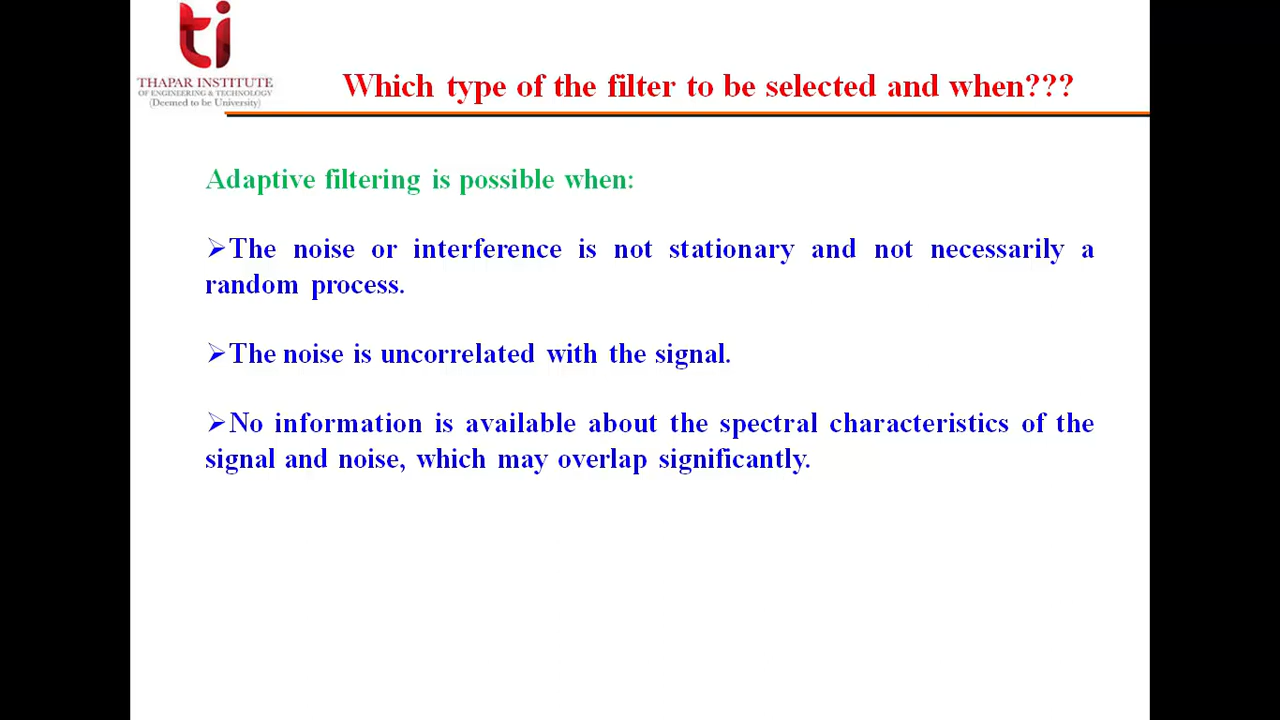 ti
THAPAR INSTITUTE
OF ENGINEERING & TECHNOLOGY
(Deemed to be University)
Which type of the filter to be selected and when???
Adaptive filtering is possible when:
➢The noise or interference is not stationary and not necessarily a
random process.
➢The noise is uncorrelated with the signal.
➢No information is available about the spectral characteristics of the
signal and noise, which may overlap significantly.